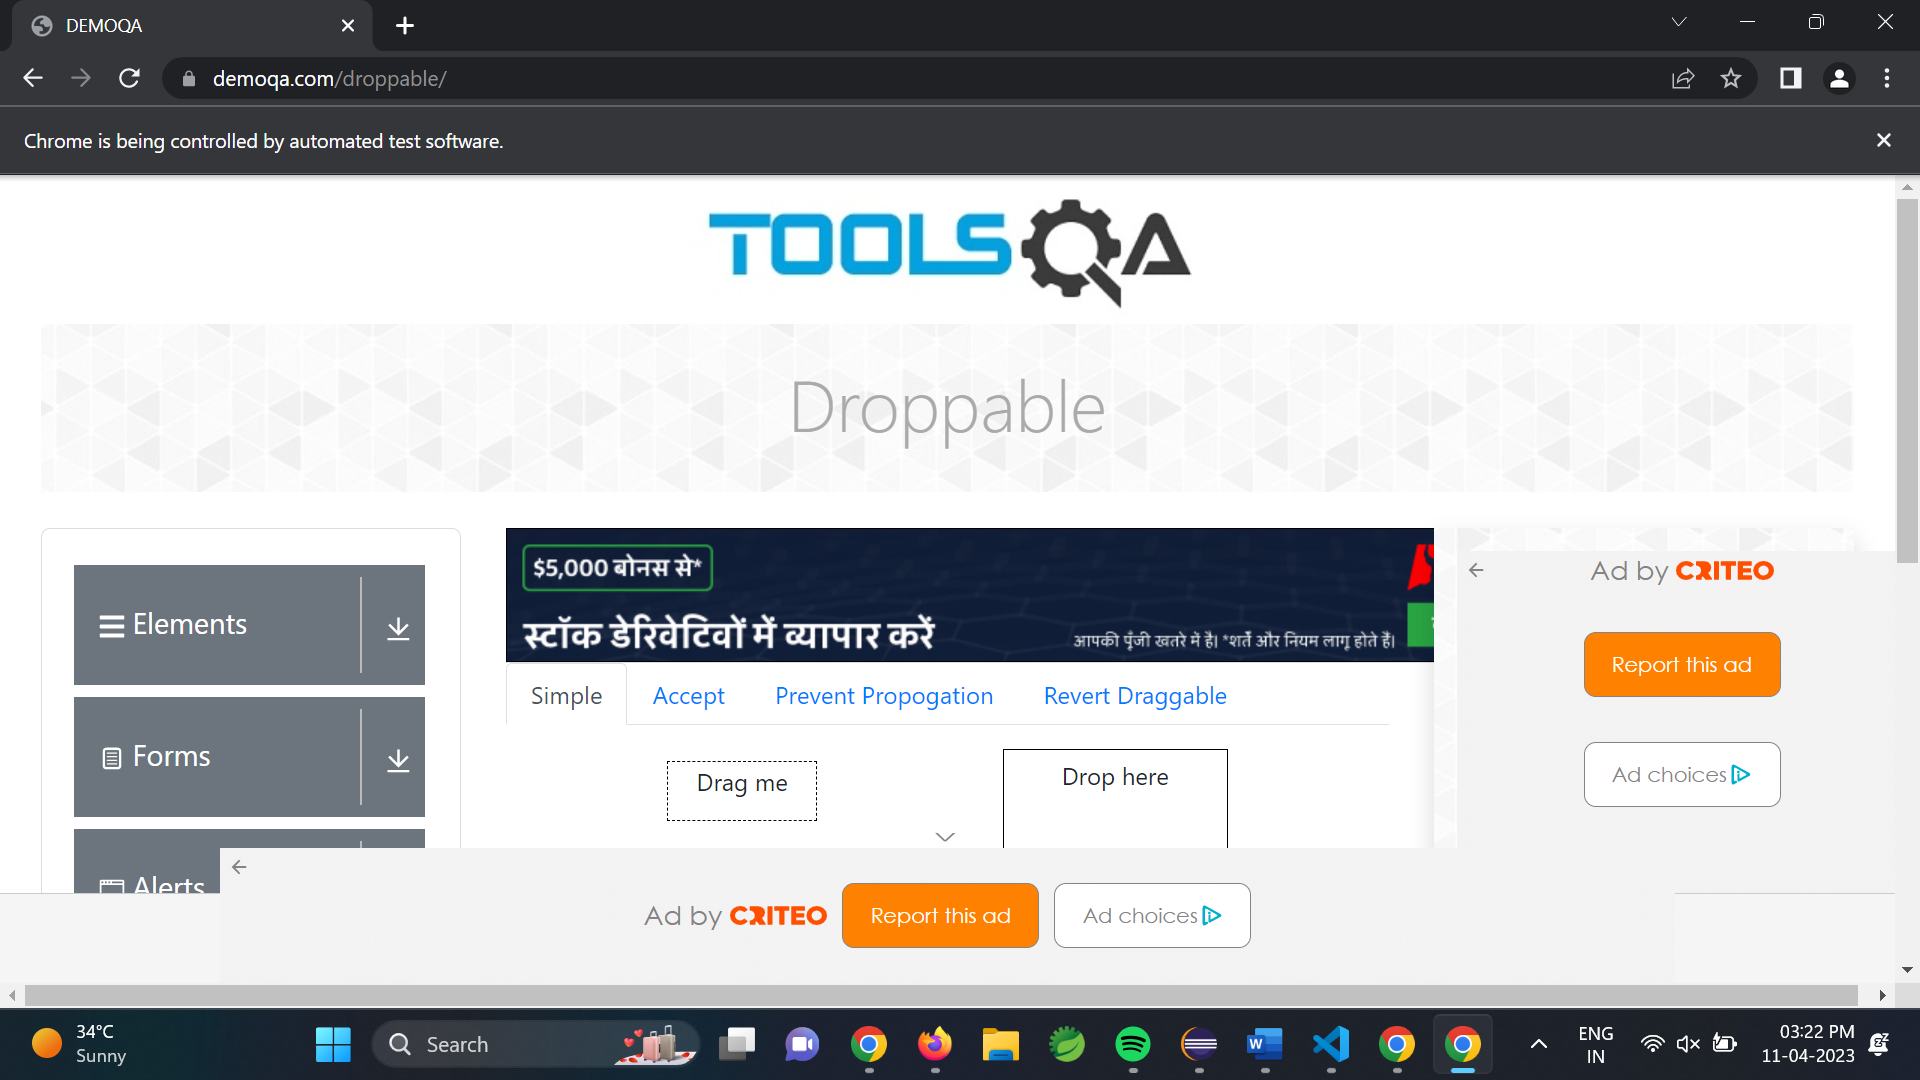 DEMOQA
demoqa.com/droppable/
Chrome is being controlled by automated test software.
TOOLSQA
Droppable
Elements
Forms
Alerts
$5,000 बोनस से*
स्टॉक डेरिवेटिवों में व्यापार करें
आपकी पूँजी खतरे में है। *शर्तें और नियम लागू होते हैं।
Simple
Accept
Prevent Propogation
Revert Draggable
Drag me
Drop here
Ad by CRITEO
Report this ad
Ad choices
Ad by CRITEO
Report this ad
Ad choices
34°C
Sunny
Search
ENG
IN
03:22 PM
11-04-2023